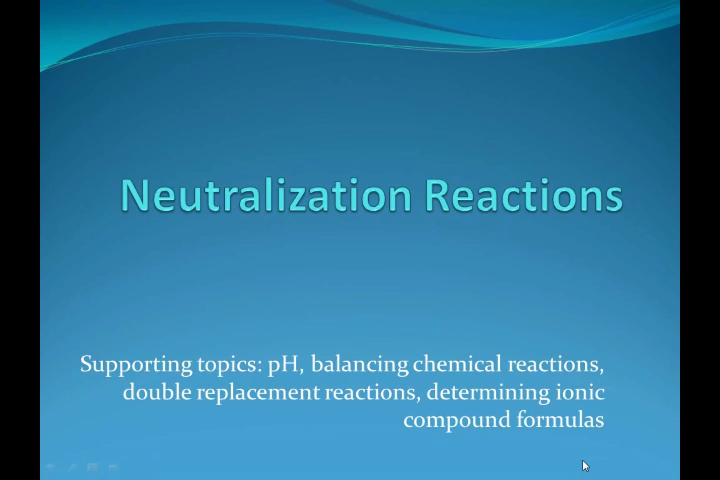 Neutralization Reactions
Supporting topics: pH, balancing chemical reactions,
double replacement reactions, determining ionic
compound formulas